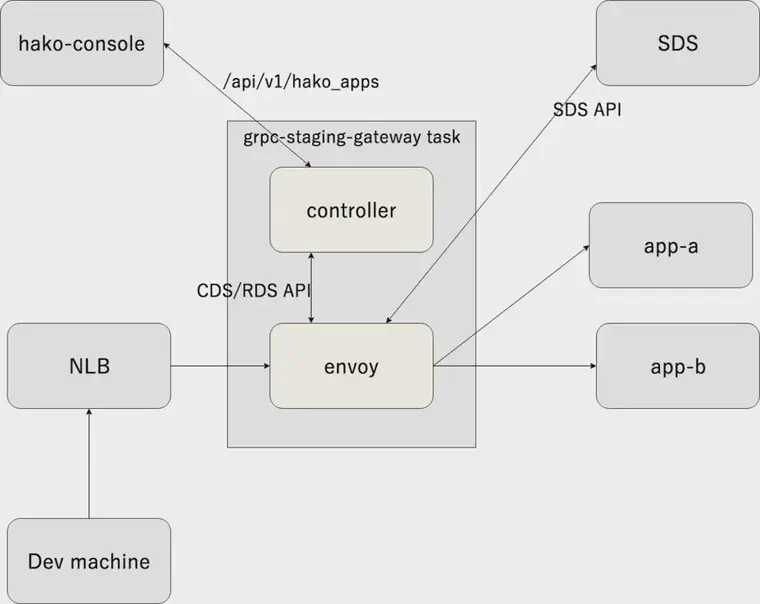 hako-console
SDS
/api/v1/hako_apps
SDS API
grpc-staging-gateway task
controller
app-a
CDS/RDS API
NLB
envoy
app-b
Dev machine